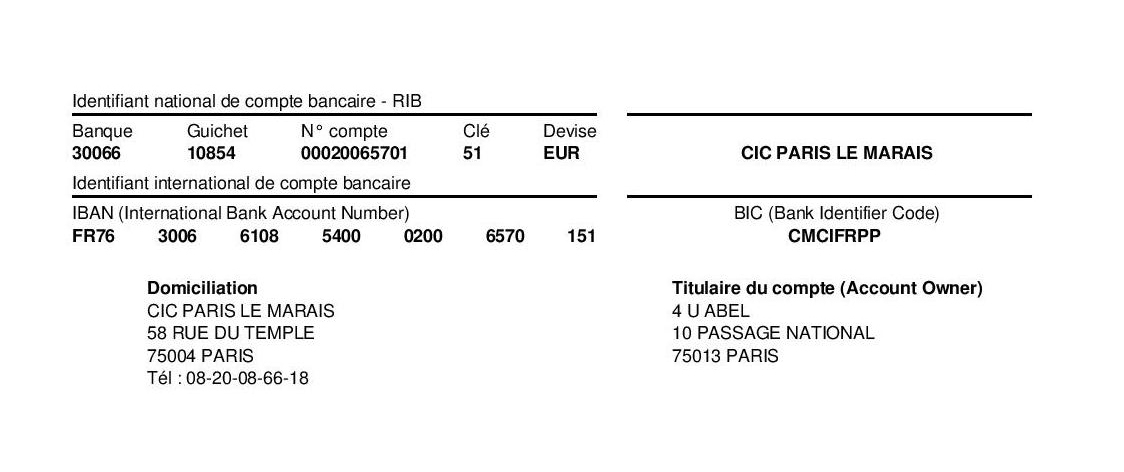 Identifiant national de compte bancaire - RIB
Banque Guichet N° compte Clé Devise
30066 10854 00020065701 51 EUR
CIC PARIS LE MARAIS
Identifiant international de compte bancaire
IBAN (International Bank Account Number)
FR76 3006 6108 5400 0200 6570 151
BIC (Bank Identifier Code)
CMCIFRPP
Domiciliation
CIC PARIS LE MARAIS
58 RUE DU TEMPLE
75004 PARIS
Tél : 08-20-08-66-18
Titulaire du compte (Account Owner)
4 U ABEL
10 PASSAGE NATIONAL
75013 PARIS